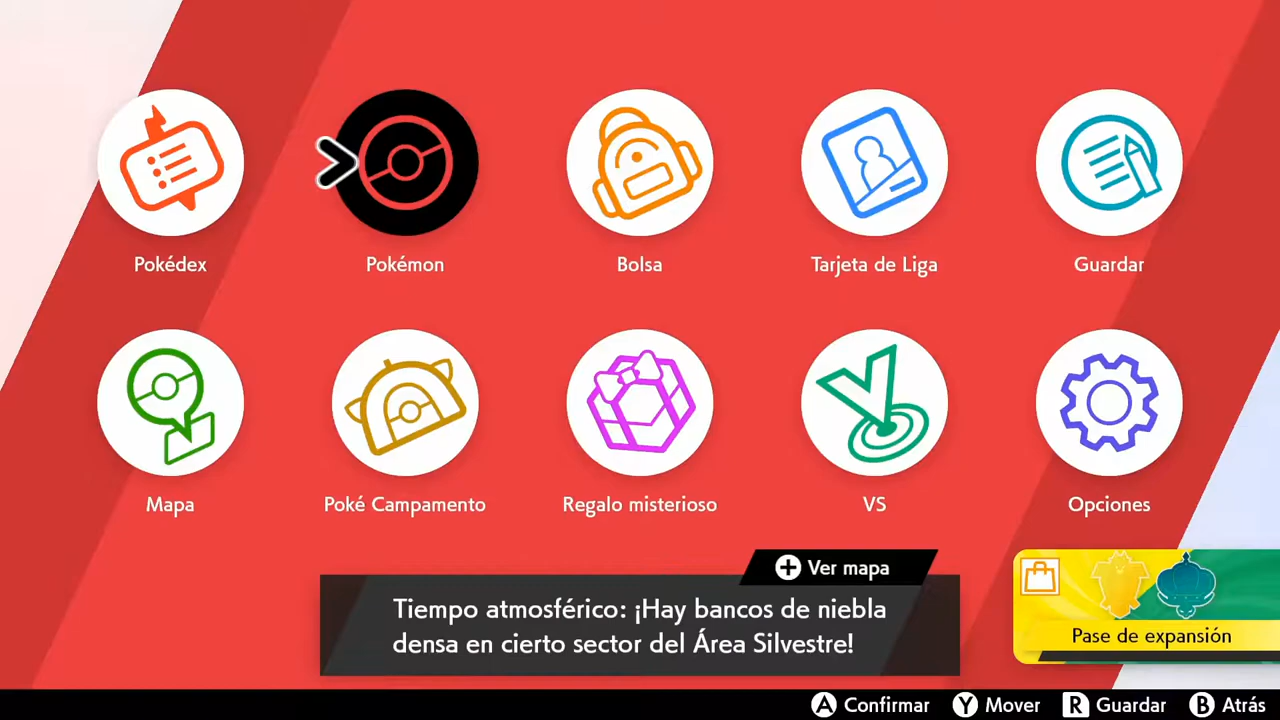 Pokédex
Pokémon
Bolsa
Tarjeta de Liga
Guardar
Mapa
Poké Campamento
Regalo misterioso
VS
Opciones
Ver mapa
Tiempo atmosférico: ¡Hay bancos de niebla
densa en cierto sector del Área Silvestre!
Pase de expansión
A Confirmar Y Mover R Guardar B Atrás